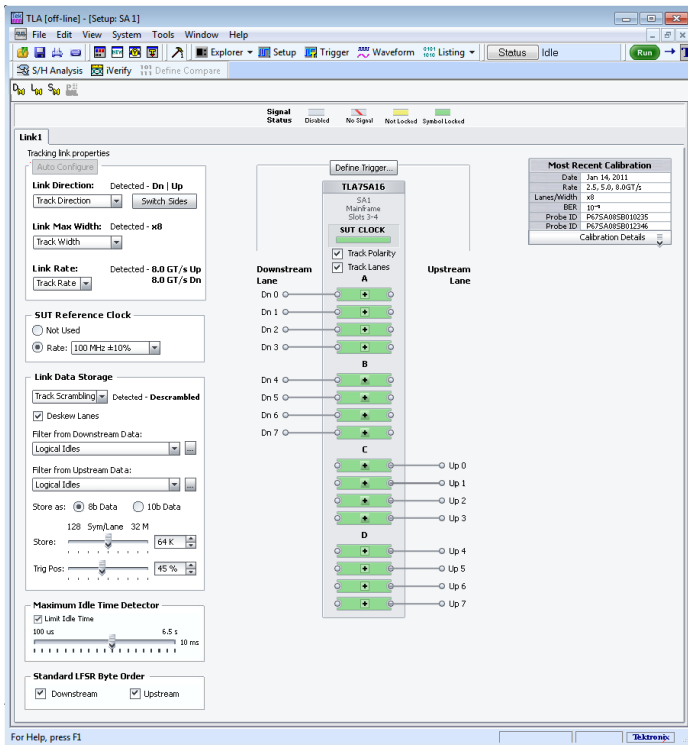 TLA [off-line] - [Setup: SA 1]
File Edit View System Tools Window Help
Explorer Setup Trigger Waveform Listing Status Idle Run
S/H Analysis iVerify Define Compare
Signal Status Disabled No Signal Not Locked Symbol Locked
Link1
Tracking link properties
Auto Configure
Link Direction: Detected - Dn | Up
Track Direction Switch Sides
Link Max Width: Detected - x8
Track Width
Link Rate: Detected - 8.0 GT/s Up
Track Rate 8.0 GT/s Dn
SUT Reference Clock
Not Used
Rate: 100 MHz ±10%
Link Data Storage
Track Scrambling Detected - Descrambled
Deskew Lanes
Filter from Downstream Data:
Logical Idles ...
Filter from Upstream Data:
Logical Idles ...
Store as: 8b Data 10b Data
128 Sym/Lane 32 M
Store: 64 K
Trig Pos: 45 %
Maximum Idle Time Detector
Limit Idle Time
100 us 6.5 s
10 ms
Standard LFSR Byte Order
Downstream Upstream
Define Trigger...
TLA7SA16
SA1
Mainframe
Slots 3-4
SUT CLOCK
Track Polarity
Track Lanes
Downstream Lane
Upstream Lane
A
Dn 0
Dn 1
Dn 2
Dn 3
B
Dn 4
Dn 5
Dn 6
Dn 7
C
Up 0
Up 1
Up 2
Up 3
D
Up 4
Up 5
Up 6
Up 7
Most Recent Calibration
Date Jan 14, 2011
Rate 2.5, 5.0, 8.0GT/s
Lanes/Width x8
BER 10⁻⁹
Probe ID P67SA08SB010235
Probe ID P67SA08SB012346
Calibration Details
For Help, press F1
Tektronix